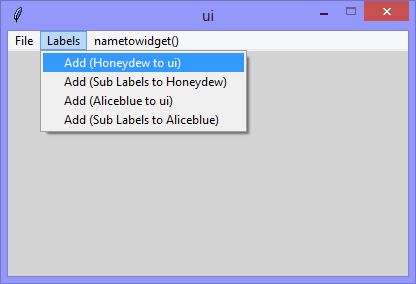 ui
File Labels nametowidget()
Add (Honeydew to ui)
Add (Sub Labels to Honeydew)
Add (Aliceblue to ui)
Add (Sub Labels to Aliceblue)